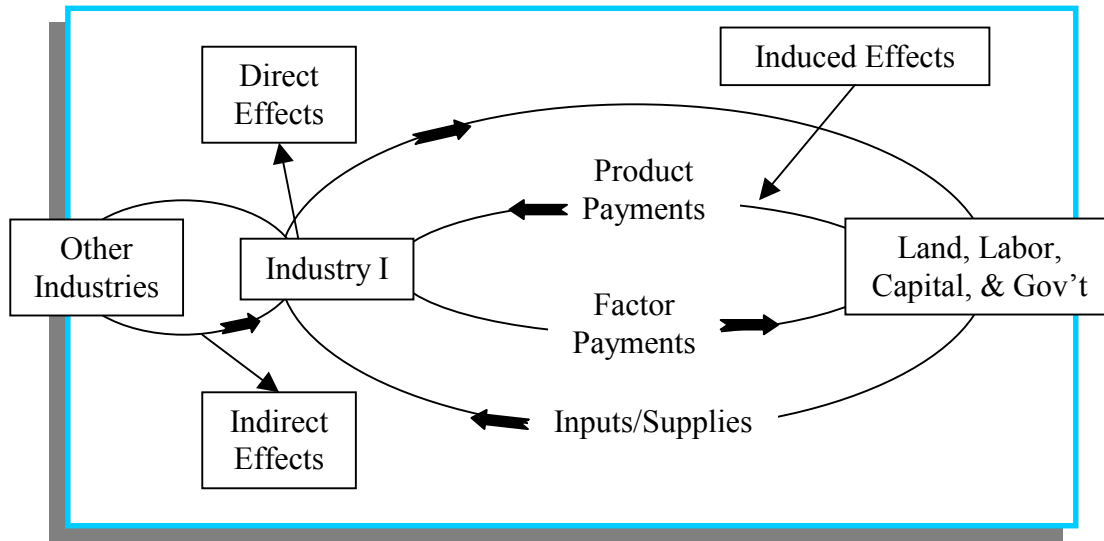 Direct
Effects
Induced Effects
Product
Payments
Other
Industries
Industry I
Land, Labor,
Capital, & Gov’t
Factor
Payments
Indirect
Effects
Inputs/Supplies